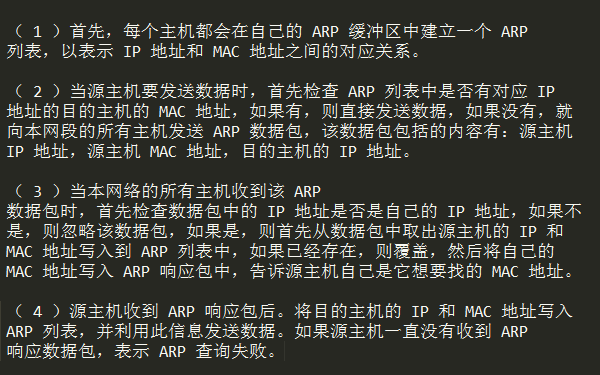 （ 1 ）首先，每个主机都会在自己的 ARP 缓冲区中建立一个 ARP
列表，以表示 IP 地址和 MAC 地址之间的对应关系。
（ 2 ）当源主机要发送数据时，首先检查 ARP 列表中是否有对应 IP
地址的目的主机的 MAC 地址，如果有，则直接发送数据，如果没有，就
向本网段的所有主机发送 ARP 数据包，该数据包包括的内容有：源主机
IP 地址，源主机 MAC 地址，目的主机的 IP 地址。
（ 3 ）当本网络的所有主机收到该 ARP
数据包时，首先检查数据包中的 IP 地址是否是自己的 IP 地址，如果不
是，则忽略该数据包，如果是，则首先从数据包中取出源主机的 IP 和
MAC 地址写入到 ARP 列表中，如果已经存在，则覆盖，然后将自己的
MAC 地址写入 ARP 响应包中，告诉源主机自己是它想要找的 MAC 地址。
（ 4 ）源主机收到 ARP 响应包后。将目的主机的 IP 和 MAC 地址写入
ARP 列表，并利用此信息发送数据。如果源主机一直没有收到 ARP
响应数据包，表示 ARP 查询失败。